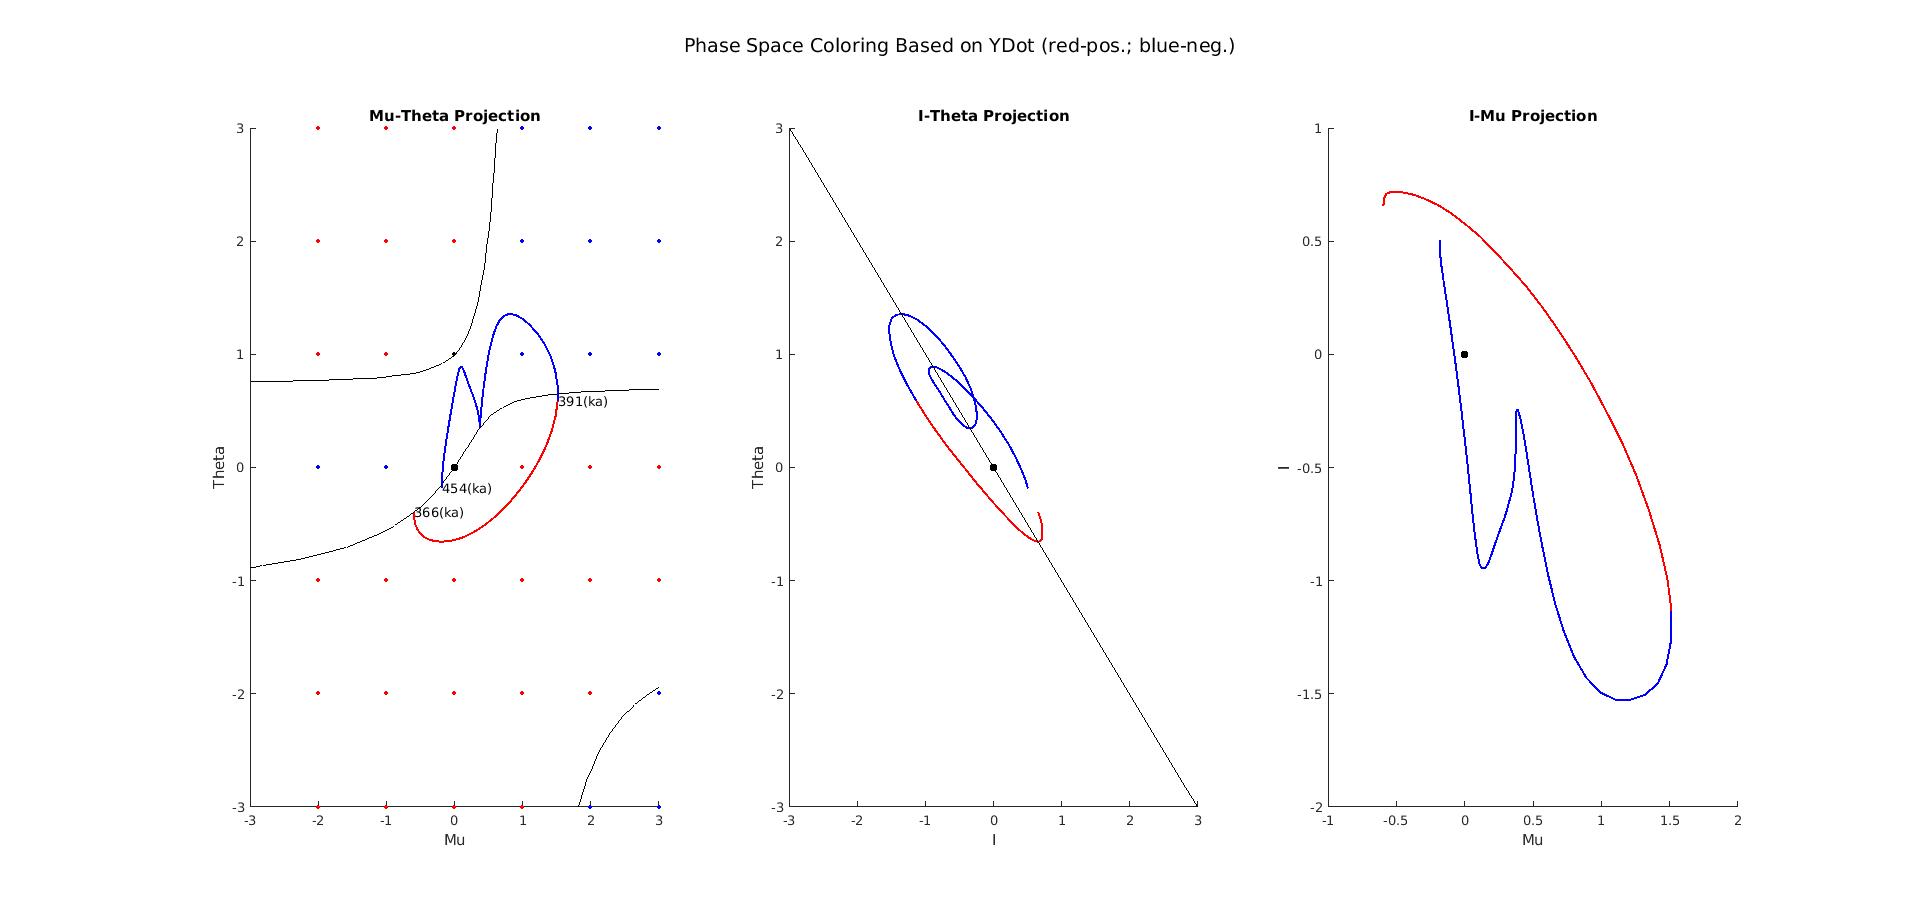 Phase Space Coloring Based on YDot (red-pos.; blue-neg.)
Mu-Theta Projection
3
2
1
0
-1
-2
-3
Theta
391(ka)
454(ka)
366(ka)
-3 -2 -1 0 1 2 3
Mu
I-Theta Projection
3
2
1
0
-1
-2
-3
Theta
-3 -2 -1 0 1 2 3
I
I-Mu Projection
1
0.5
0
-0.5
-1
-1.5
-2
I
-1 -0.5 0 0.5 1 1.5 2
Mu